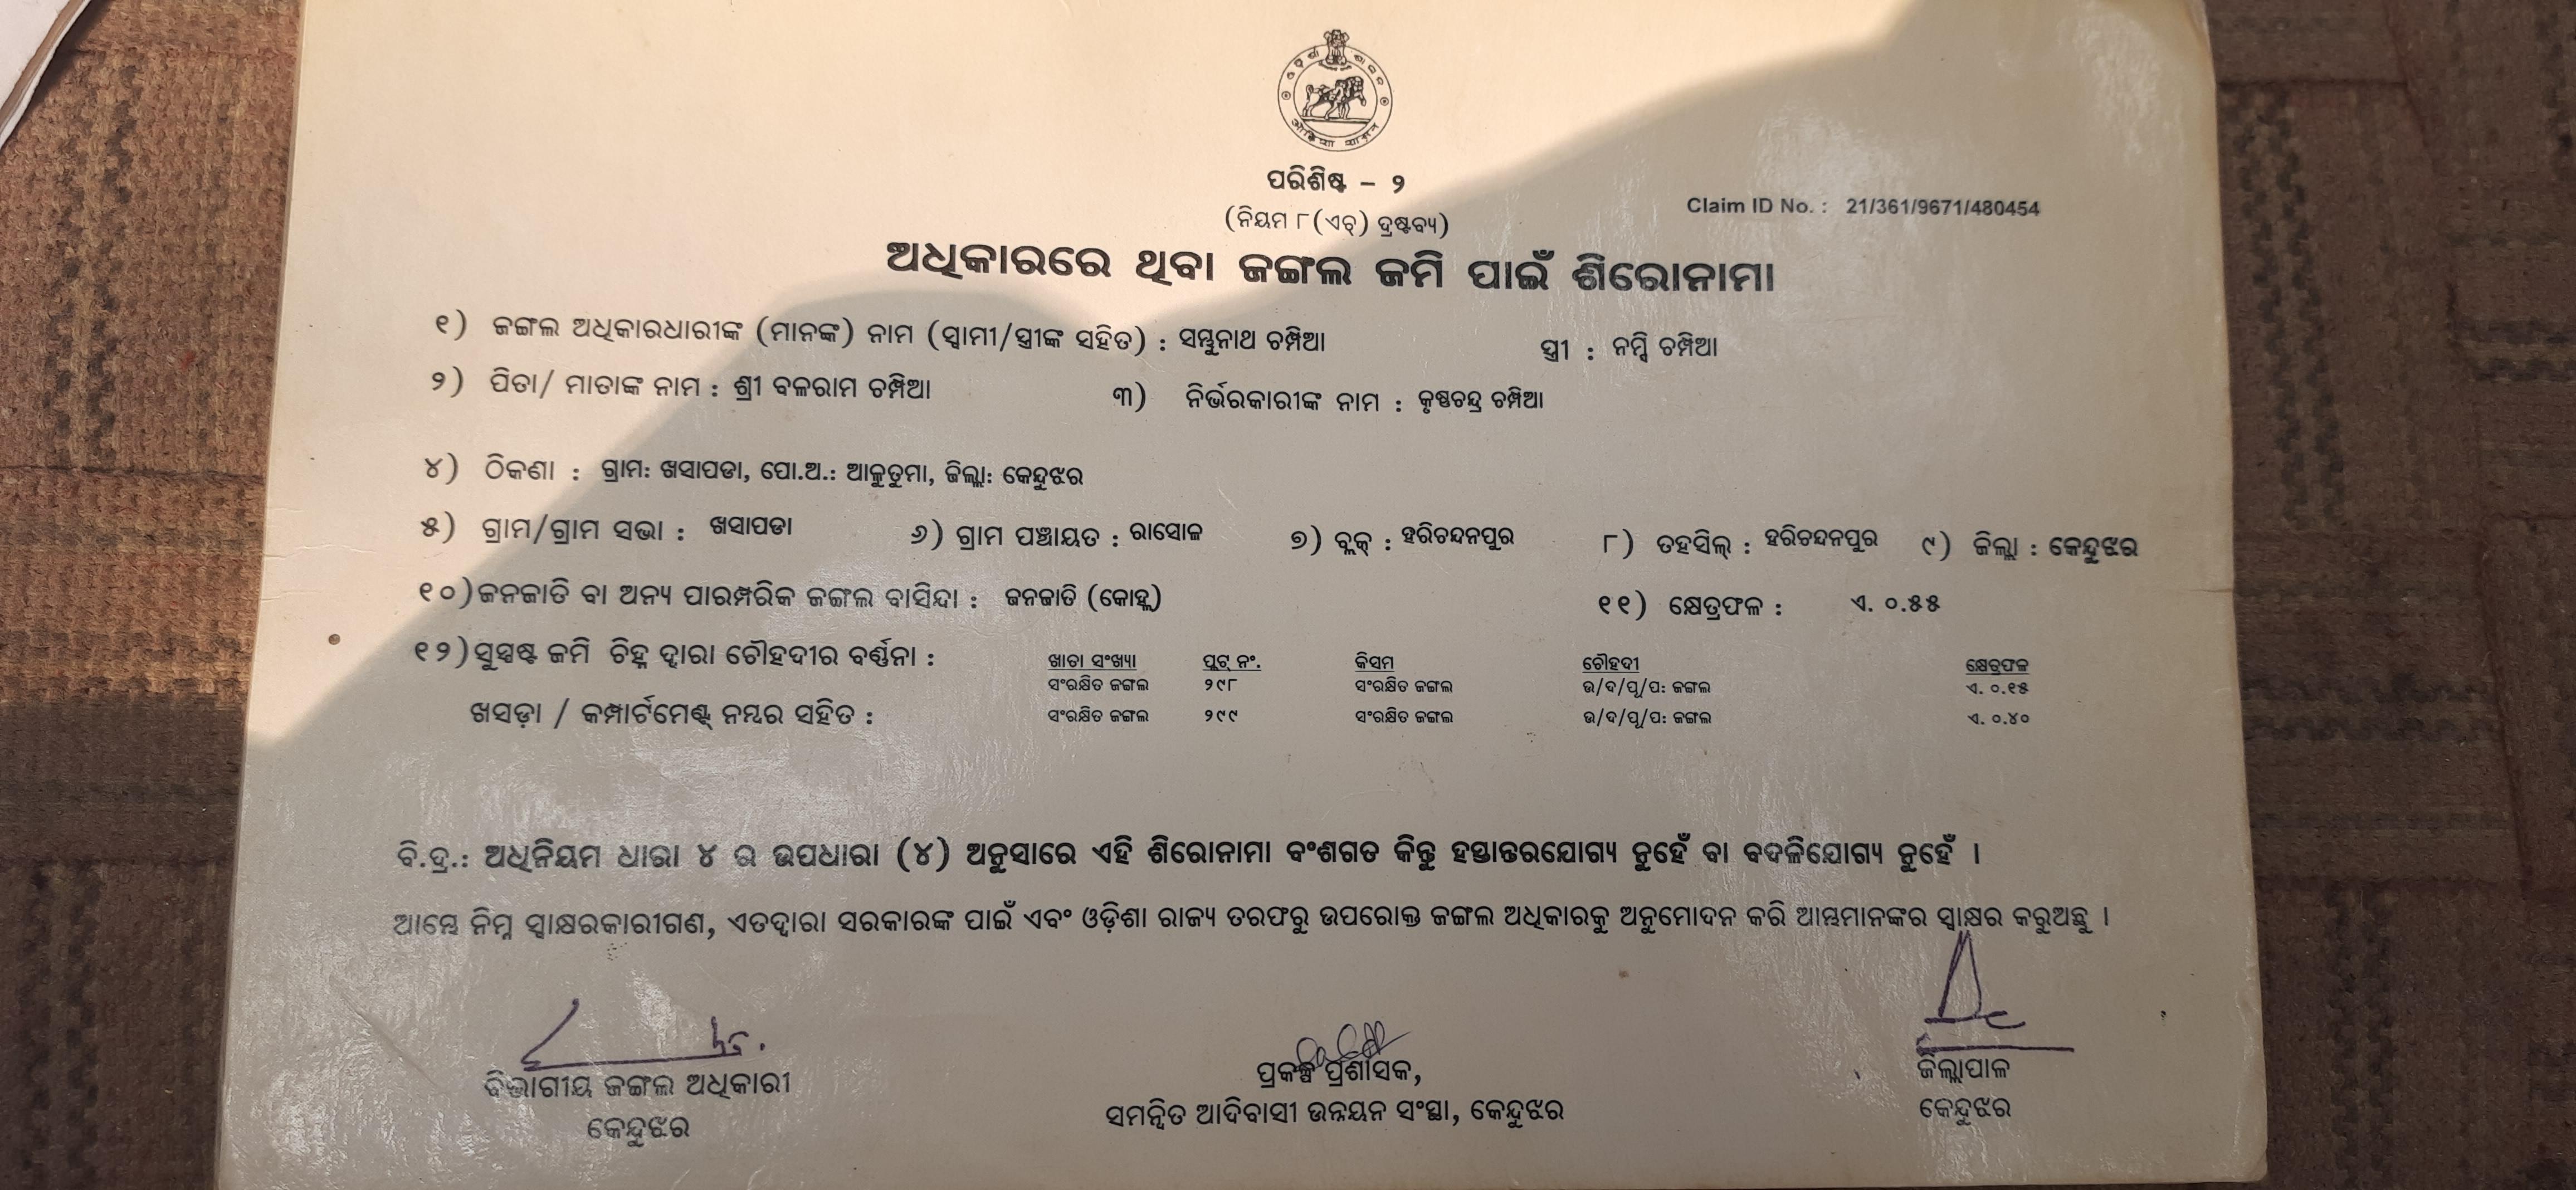 ଓଡ଼ିଶା ଶାସନ
ओड़िशा शासन
ପରିଶିଷ୍ଟ – ୨
(ନିୟମ ୮(ଏଚ୍) ଦ୍ରଷ୍ଟବ୍ୟ)
Claim ID No. : 21/361/9671/480454
ଅଧିକାରରେ ଥିବା ଜଙ୍ଗଲ ଜମି ପାଇଁ ଶିରୋନାମା
୧) ଜଙ୍ଗଲ ଅଧିକାରଧାରୀଙ୍କ (ମାନଙ୍କ) ନାମ (ସ୍ୱାମୀ/ସ୍ତ୍ରୀଙ୍କ ସହିତ) : ସମ୍ଭୁନାଥ ଚମ୍ପିଆ ସ୍ତ୍ରୀ : ନମ୍ସି ଚମ୍ପିଆ
୨) ପିତା/ ମାତାଙ୍କ ନାମ : ଶ୍ରୀ ବଳରାମ ଚମ୍ପିଆ ୩) ନିର୍ଭରକାରୀଙ୍କ ନାମ : କୃଷ୍ଣଚନ୍ଦ୍ର ଚମ୍ପିଆ
୪) ଠିକଣା : ଗ୍ରାମ: ଖସାପଡା, ପୋ.ଅ.: ଆକୁତୁମା, ଜିଲ୍ଲା: କେନ୍ଦୁଝର
୫) ଗ୍ରାମ/ଗ୍ରାମ ସଭା : ଖସାପଡା ୬) ଗ୍ରାମ ପଞ୍ଚାୟତ : ରାସୋଳ ୭) ବ୍ଲକ୍ : ହରିଚନ୍ଦନପୁର ୮) ତହସିଲ୍ : ହରିଚନ୍ଦନପୁର ୯) ଜିଲ୍ଲା : କେନ୍ଦୁଝର
୧୦) ଜନଜାତି ବା ଅନ୍ୟ ପାରମ୍ପରିକ ଜଙ୍ଗଲ ବାସିନ୍ଦା : ଜନଜାତି (କୋହ୍ଲ) ୧୧) କ୍ଷେତ୍ରଫଳ : ଏ. ୦.୫୫
୧୨) ସୁସ୍ପଷ୍ଟ ଜମି ଚିହ୍ନ ଦ୍ୱାରା ଚୌହଦୀର ବର୍ଣ୍ଣନା :
ଖସଡ଼ା / କମ୍ପାର୍ଟମେଣ୍ଟ ନମ୍ବର ସହିତ :
ଖାତା ସଂଖ୍ୟା ପ୍ଲଟ୍ ନଂ. କିସମ ଚୌହଦୀ କ୍ଷେତ୍ରଫଳ
ସଂରକ୍ଷିତ ଜଙ୍ଗଲ ୨୯୮ ସଂରକ୍ଷିତ ଜଙ୍ଗଲ ଉ/ଦ/ପୂ/ପ: ଜଙ୍ଗଲ ଏ. ୦.୧୫
ସଂରକ୍ଷିତ ଜଙ୍ଗଲ ୨୯୯ ସଂରକ୍ଷିତ ଜଙ୍ଗଲ ଉ/ଦ/ପୂ/ପ: ଜଙ୍ଗଲ ଏ. ୦.୪୦
ବି.ଦ୍ର.: ଅଧିନିୟମ ଧାରା ୪ ର ଉପଧାରା (୪) ଅନୁସାରେ ଏହି ଶିରୋନାମା ବଂଶଗତ କିନ୍ତୁ ହସ୍ତାନ୍ତରଯୋଗ୍ୟ ନୁହେଁ ବା ବଦଳିଯୋଗ୍ୟ ନୁହେଁ ।
ଆମ୍ଭେ ନିମ୍ନ ସ୍ୱାକ୍ଷରକାରୀଗଣ, ଏତଦ୍ୱାରା ସରକାରଙ୍କ ପାଇଁ ଏବଂ ଓଡ଼ିଶା ରାଜ୍ୟ ତରଫରୁ ଉପରୋକ୍ତ ଜଙ୍ଗଲ ଅଧିକାରକୁ ଅନୁମୋଦନ କରି ଆମ୍ଭମାନଙ୍କର ସ୍ୱାକ୍ଷର କରୁଅଛୁ ।
ବିଭାଗୀୟ ଜଙ୍ଗଲ ଅଧିକାରୀ
କେନ୍ଦୁଝର
ପ୍ରକଳ୍ପ ପ୍ରଶାସକ,
ସମନ୍ୱିତ ଆଦିବାସୀ ଉନ୍ନୟନ ସଂସ୍ଥା, କେନ୍ଦୁଝର
ଜିଲ୍ଲାପାଳ
କେନ୍ଦୁଝର